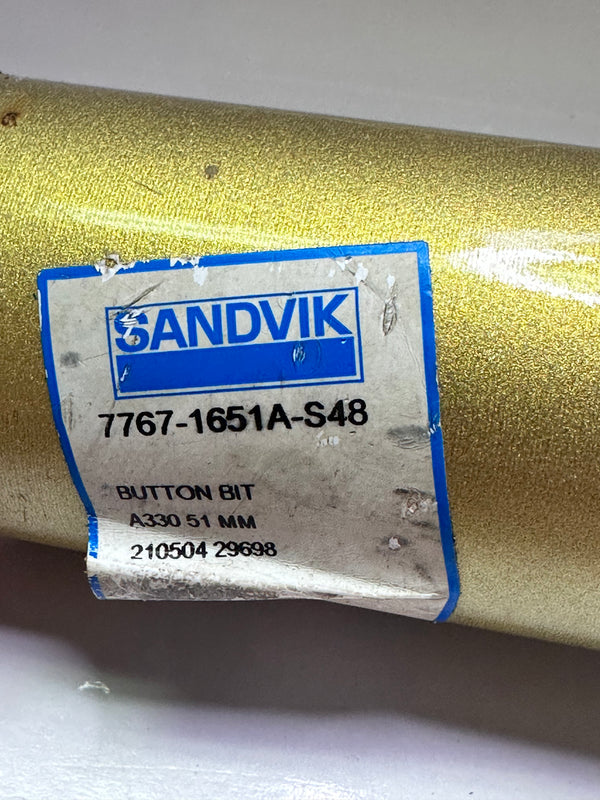 SANDVIK
7767-1651A-S48
BUTTON BIT
A330 51 MM
210504 29698